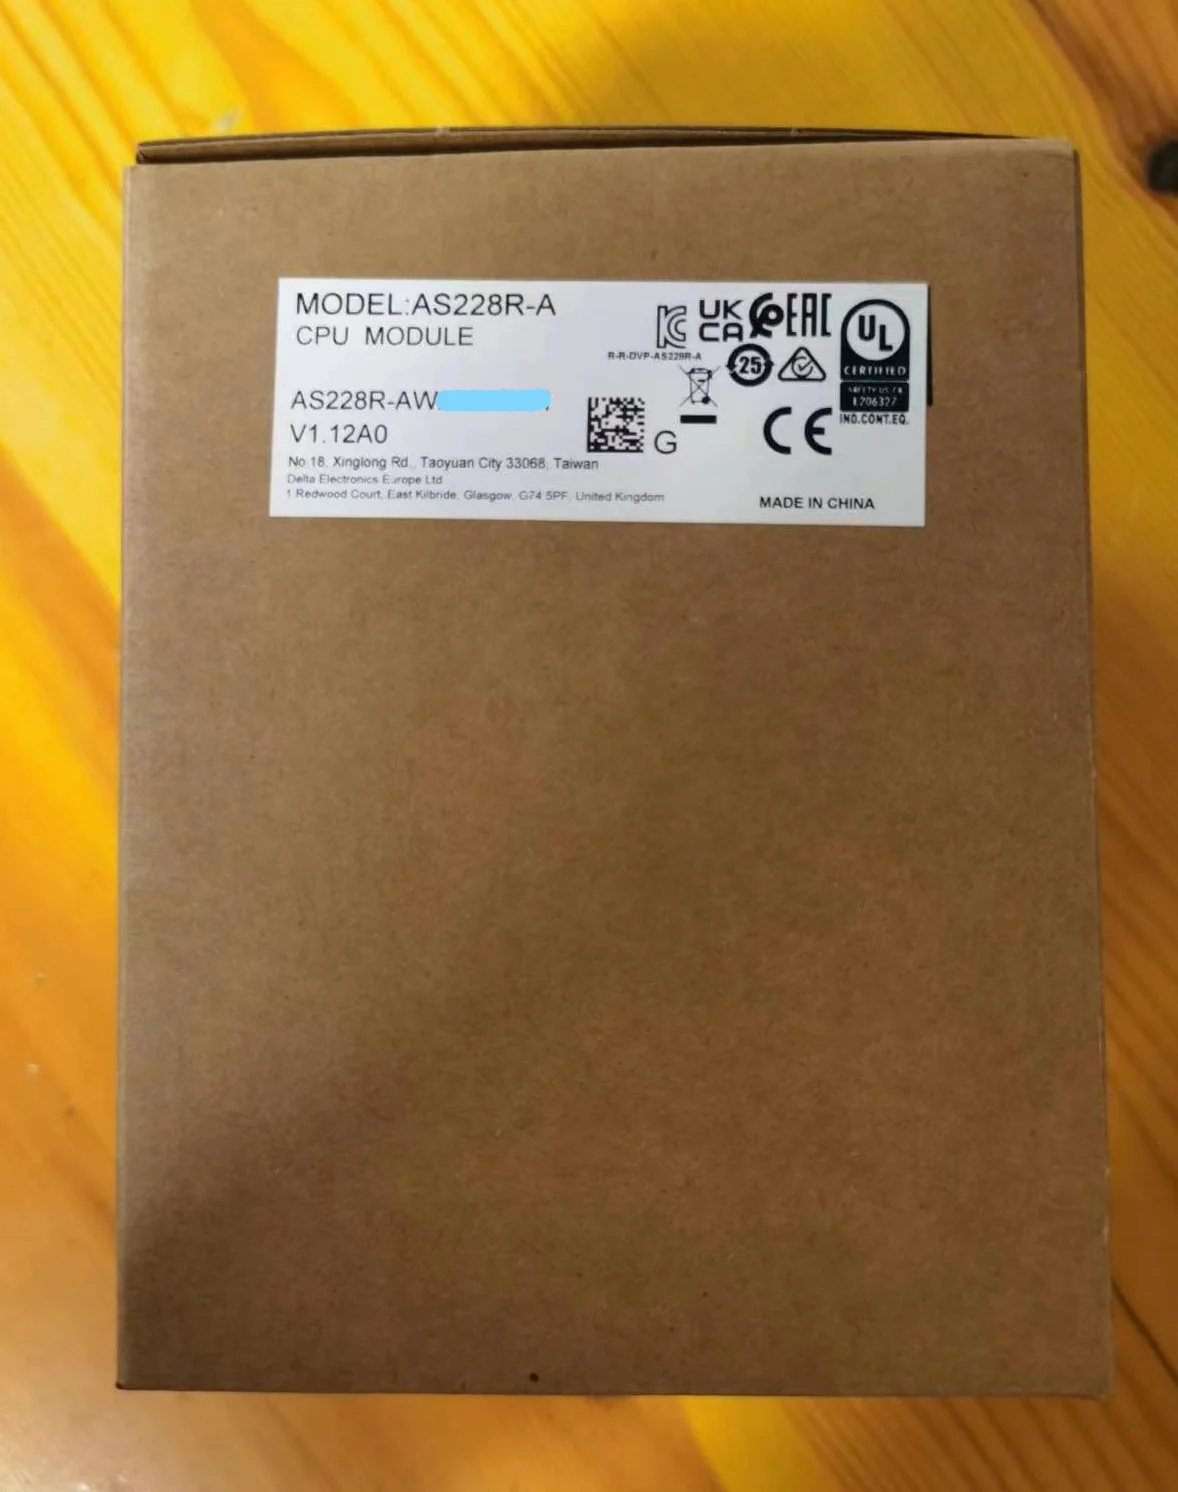 MODEL:AS228R-A
CPU MODULE
R-R-DVP-AS228R-A
UK
CA
EAC
25
UL
CERTIFIED
SAFETY US CA
E206327
IND.CONT.EQ.
AS228R-AW
V1.12A0
G
CE
No 18, Xinglong Rd., Taoyuan City 33068, Taiwan
Delta Electronics Europe Ltd
1 Redwood Court, East Kilbride, Glasgow, G74 5PF, United Kingdom
MADE IN CHINA